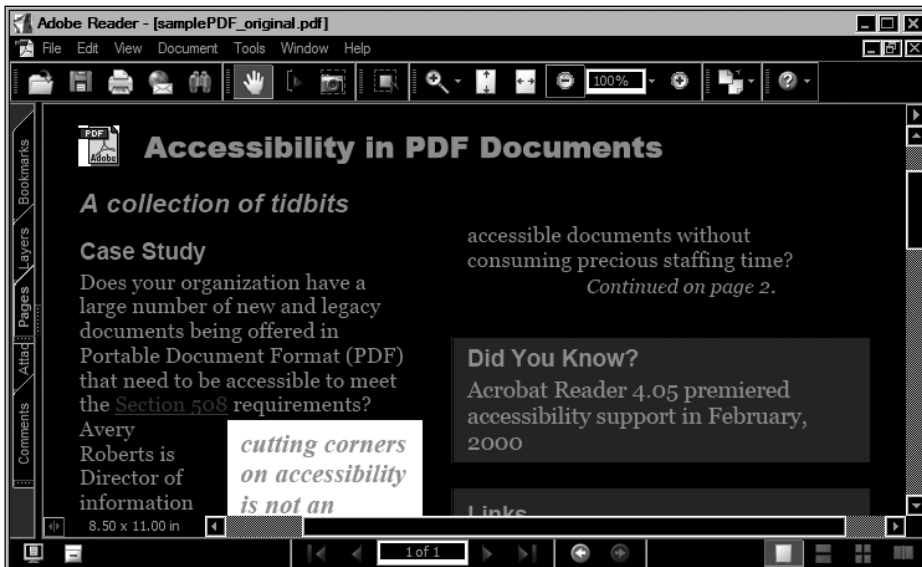 Adobe Reader - [samplePDF_original.pdf]
File Edit View Document Tools Window Help
100%
Bookmarks
Layers
Pages
Attac
Comments
PDF
Adobe
Accessibility in PDF Documents
A collection of tidbits
Case Study
Does your organization have a
large number of new and legacy
documents being offered in
Portable Document Format (PDF)
that need to be accessible to meet
the Section 508 requirements?
Avery
Roberts is
Director of
information
cutting corners
on accessibility
is not an
accessible documents without
consuming precious staffing time?
Continued on page 2.
Did You Know?
Acrobat Reader 4.05 premiered
accessibility support in February,
2000
Links
8.50 x 11.00 in
1 of 1